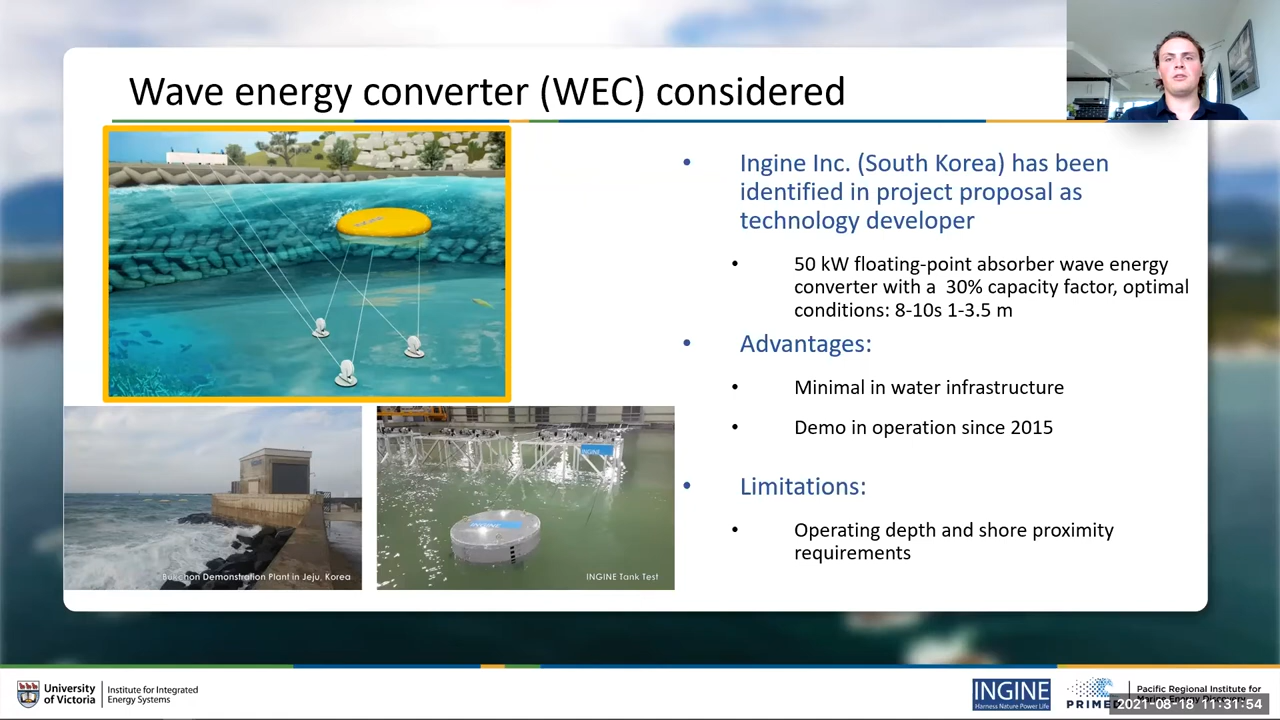 Wave energy converter (WEC) considered
• Ingine Inc. (South Korea) has been
identified in project proposal as
technology developer
• 50 kW floating-point absorber wave energy
converter with a 30% capacity factor, optimal
conditions: 8-10s 1-3.5 m
• Advantages:
• Minimal in water infrastructure
• Demo in operation since 2015
• Limitations:
• Operating depth and shore proximity
requirements
Bukchon Demonstration Plant in Jeju, Korea
INGINE
INGINE Tank Test
University
of Victoria
Institute for Integrated
Energy Systems
INGINE
Harness Nature Power Life
PRIMED
Pacific Regional Institute for
2021-08-18 11:31:54